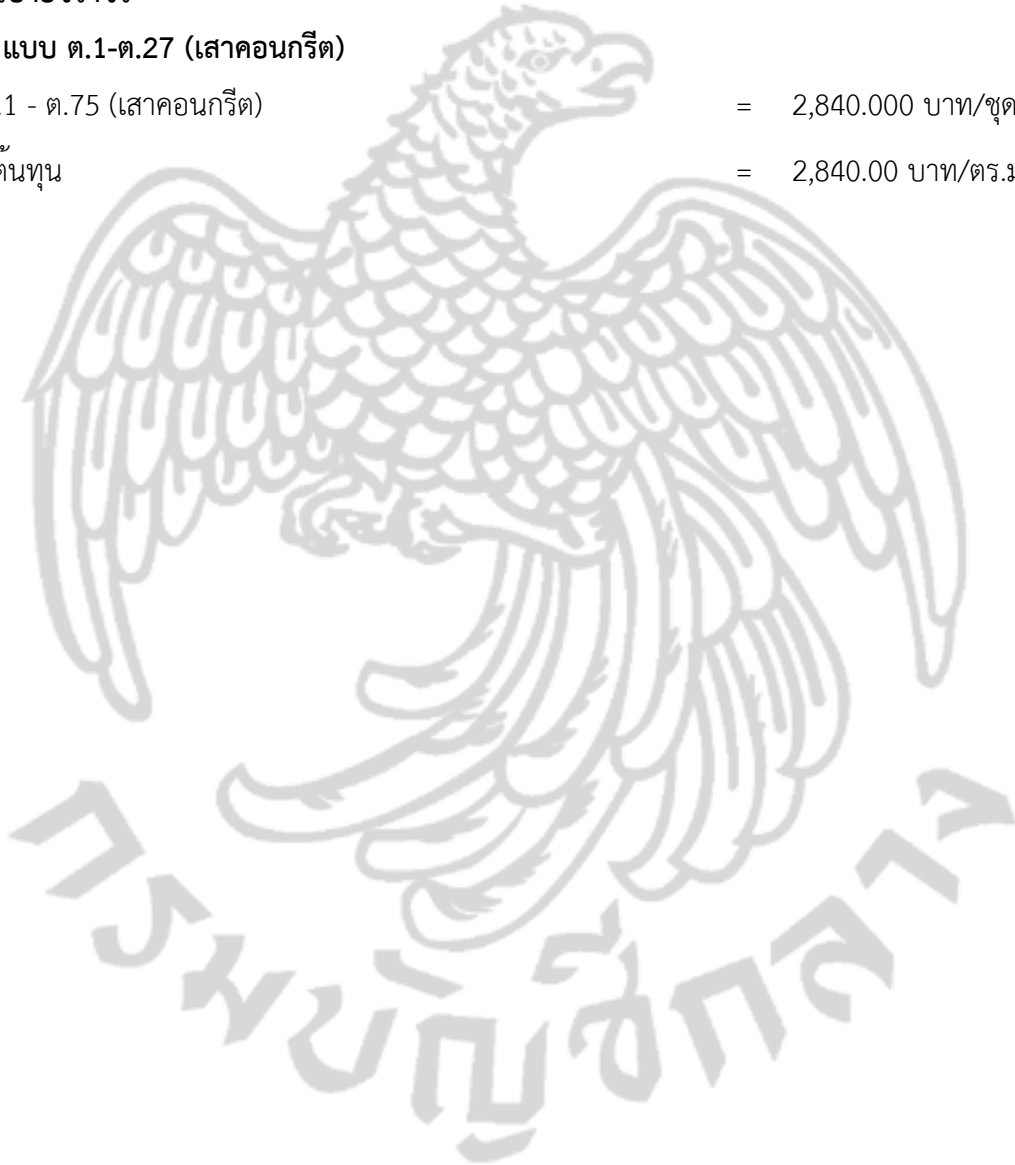 แบบ ต.1-ต.27 (เสาคอนกรีต)
.1 - ต.75 (เสาคอนกรีต) = 2,840.000 บาท/ชุด
ต้นทุน = 2,840.00 บาท/ตร.ม
กรมบัญชีกลาง